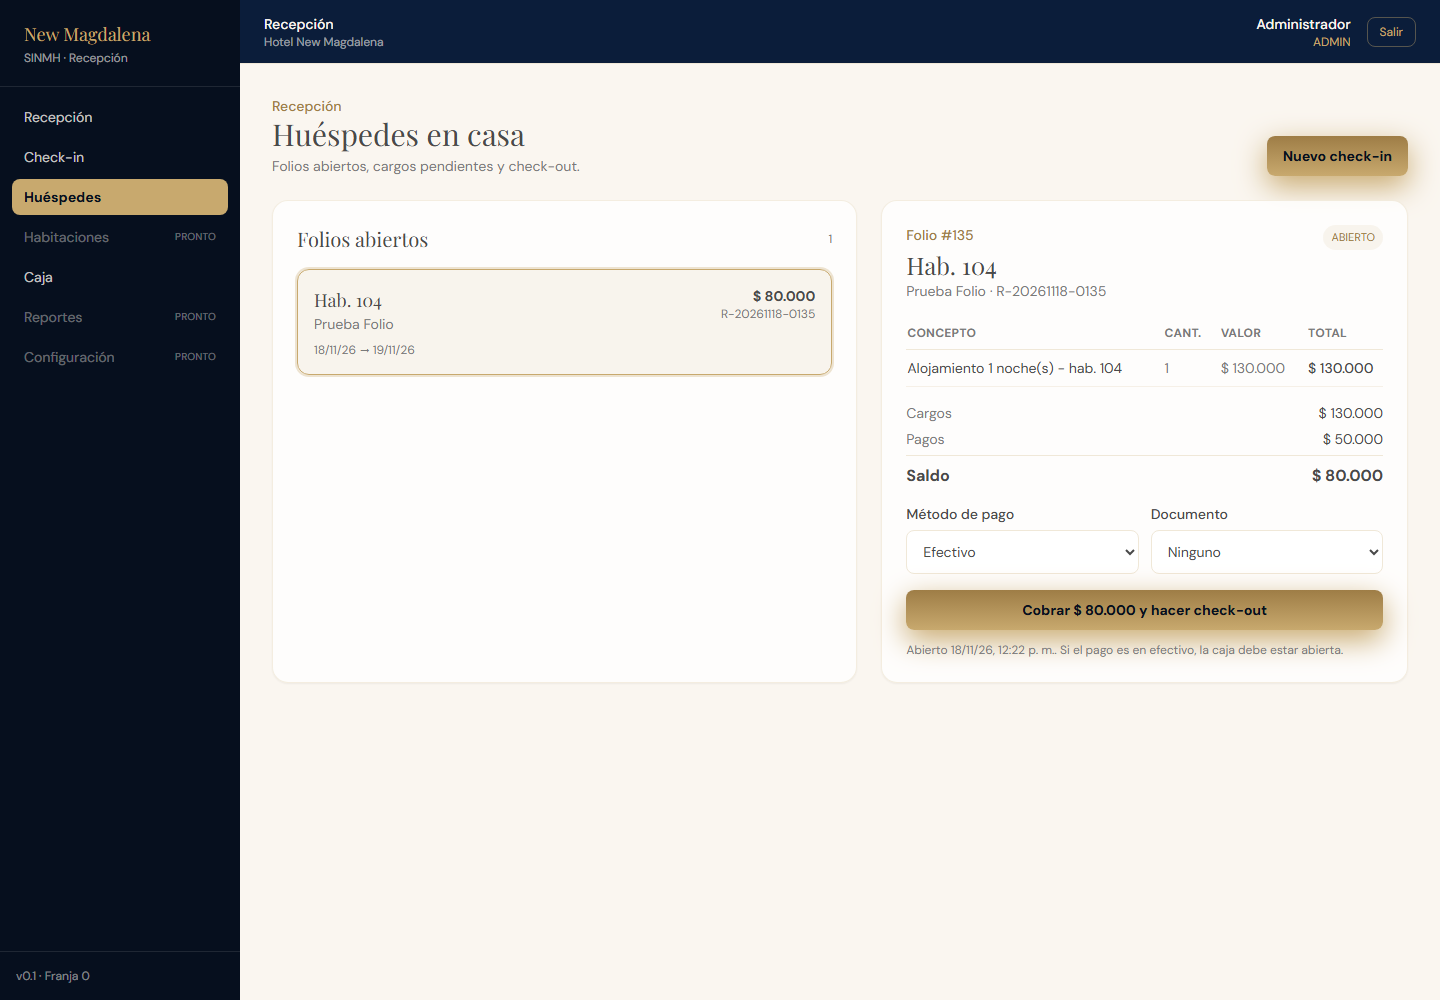 New Magdalena
SINMH · Recepción
Recepción
Check-in
Huéspedes
Habitaciones PRONTO
Caja
Reportes PRONTO
Configuración PRONTO
v0.1 · Franja 0
Recepción
Hotel New Magdalena
Administrador
ADMIN
Salir
Recepción
Huéspedes en casa
Folios abiertos, cargos pendientes y check-out.
Nuevo check-in
Folios abiertos 1
Hab. 104 $ 80.000
Prueba Folio R-20261118-0135
18/11/26 → 19/11/26
Folio #135 ABIERTO
Hab. 104
Prueba Folio · R-20261118-0135
CONCEPTO CANT. VALOR TOTAL
Alojamiento 1 noche(s) - hab. 104 1 $ 130.000 $ 130.000
Cargos $ 130.000
Pagos $ 50.000
Saldo $ 80.000
Método de pago Documento
Efectivo Ninguno
Cobrar $ 80.000 y hacer check-out
Abierto 18/11/26, 12:22 p. m.. Si el pago es en efectivo, la caja debe estar abierta.